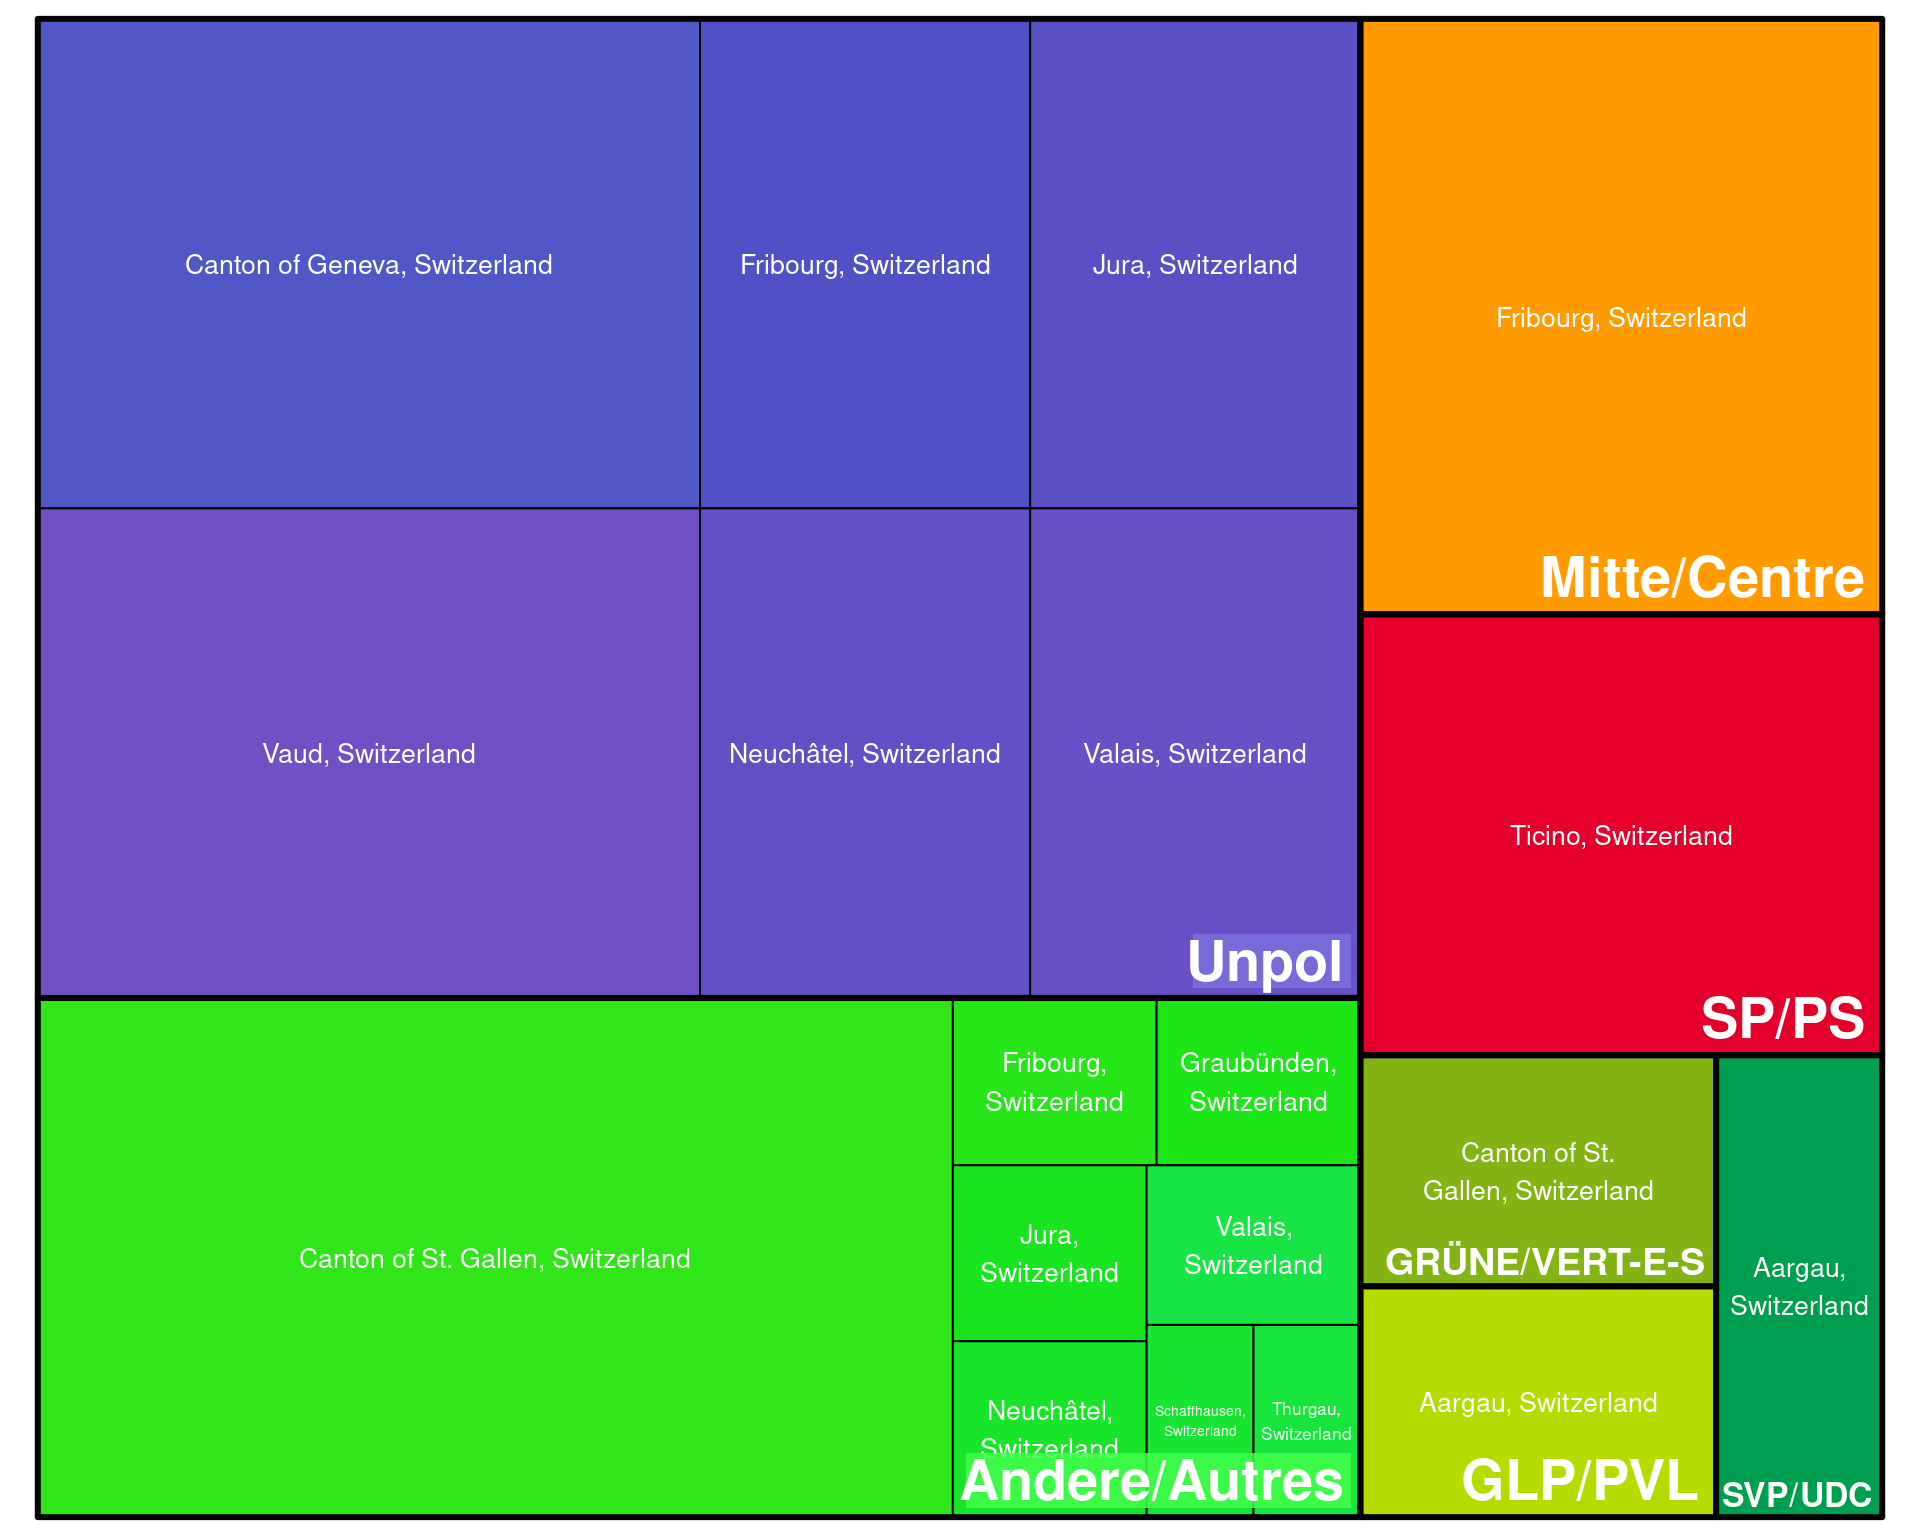 Canton of Geneva, Switzerland
Fribourg, Switzerland
Jura, Switzerland
Vaud, Switzerland
Neuchâtel, Switzerland
Valais, Switzerland
Unpol
Fribourg, Switzerland
Mitte/Centre
Ticino, Switzerland
SP/PS
Canton of St. Gallen, Switzerland
Fribourg,
Switzerland
Graubünden,
Switzerland
Jura,
Switzerland
Valais,
Switzerland
Neuchâtel,
Switzerland
Schaffhausen,
Switzerland
Thurgau,
Switzerland
Andere/Autres
Canton of St.
Gallen, Switzerland
GRÜNE/VERT-E-S
Aargau, Switzerland
GLP/PVL
Aargau,
Switzerland
SVP/UDC